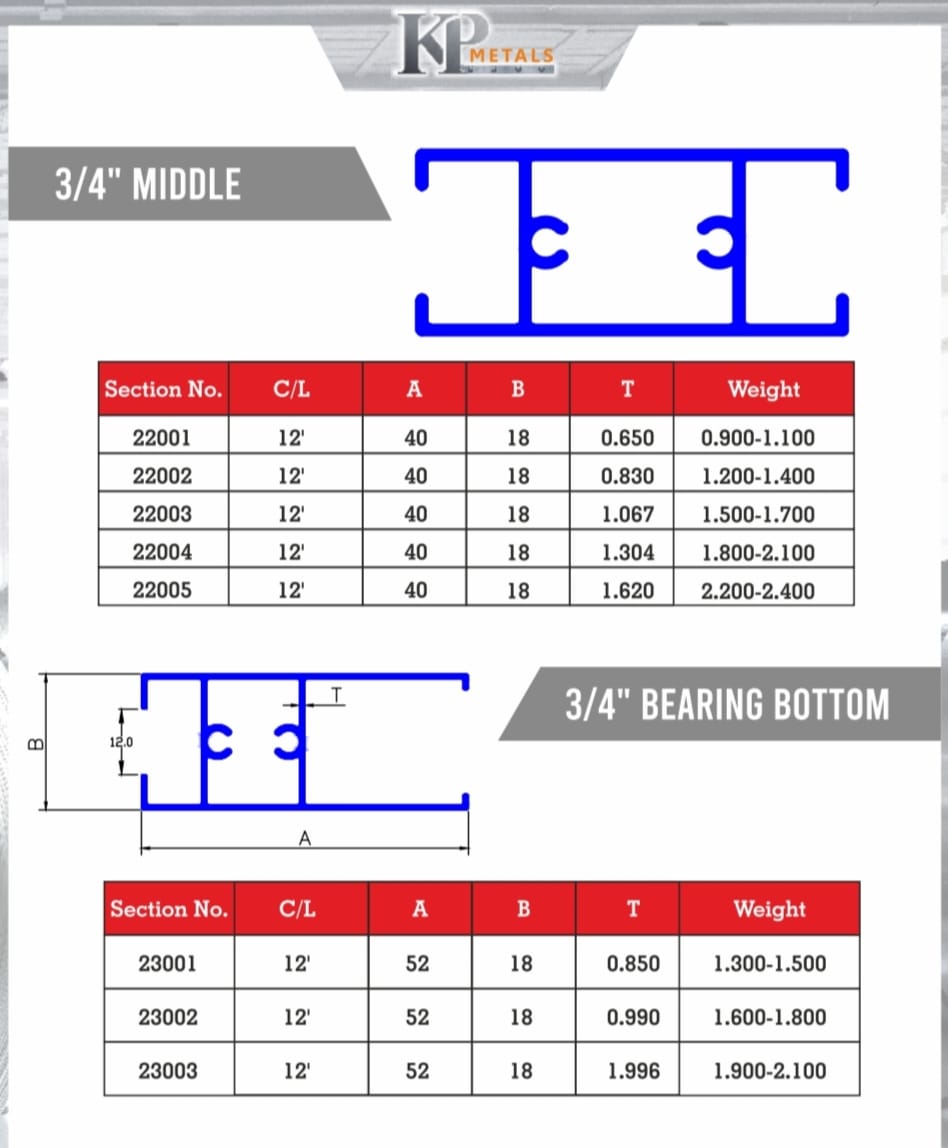 KP METALS
3/4" MIDDLE
Section No. C/L A B T Weight
22001 12' 40 18 0.650 0.900-1.100
22002 12' 40 18 0.830 1.200-1.400
22003 12' 40 18 1.067 1.500-1.700
22004 12' 40 18 1.304 1.800-2.100
22005 12' 40 18 1.620 2.200-2.400
3/4" BEARING BOTTOM
T
B
12.0
A
Section No. C/L A B T Weight
23001 12' 52 18 0.850 1.300-1.500
23002 12' 52 18 0.990 1.600-1.800
23003 12' 52 18 1.996 1.900-2.100